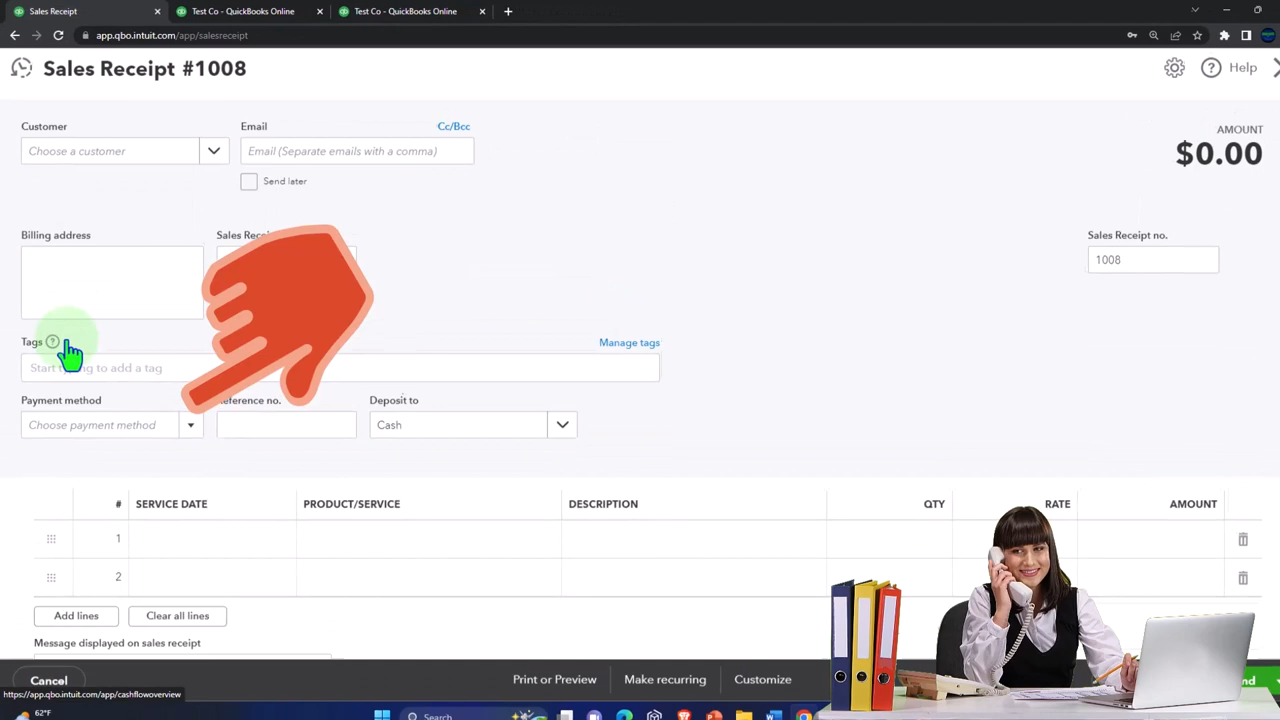 Sales Receipt
Test Co - QuickBooks Online
Test Co - QuickBooks Online
app.qbo.intuit.com/app/salesreceipt
Sales Receipt #1008
Help
Customer
Email
Cc/Bcc
AMOUNT
Choose a customer
Email (Separate emails with a comma)
$0.00
Send later
Billing address
Sales Rec
Sales Receipt no.
1008
Tags
Manage tags
Start typing to add a tag
Payment method
Reference no.
Deposit to
Choose payment method
Cash
# SERVICE DATE PRODUCT/SERVICE DESCRIPTION QTY RATE AMOUNT
1
2
Add lines
Clear all lines
Message displayed on sales receipt
Cancel
Print or Preview
Make recurring
Customize
nd
https://app.qbo.intuit.com/app/cashflowoverview
62°F
Search